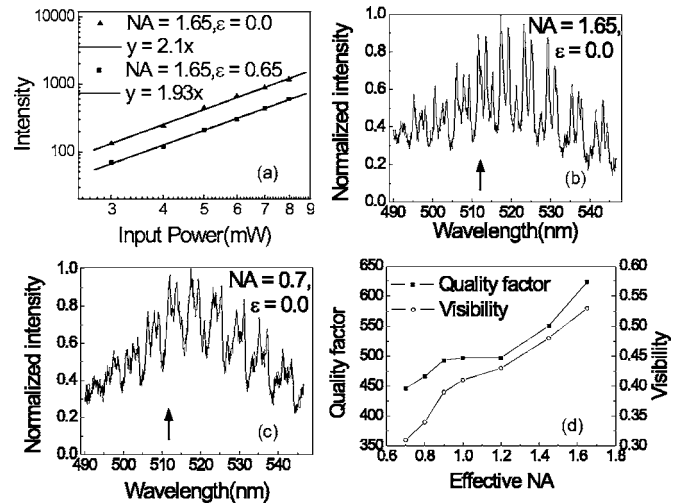 10000
1000
100
Intensity
NA = 1.65,ε = 0.0
y = 2.1x
NA = 1.65,ε = 0.65
y = 1.93x
(a)
3 4 5 6 7 8 9
Input Power(mW)
1.0
0.8
0.6
0.4
0.2
0.0
Normalized intensity
NA = 1.65,
ε = 0.0
(b)
490 500 510 520 530 540
Wavelength(nm)
1.0
0.8
0.6
0.4
0.2
0.0
Normalized intensity
NA = 0.7,
ε = 0.0
(c)
490 500 510 520 530 540
Wavelength(nm)
650
600
550
500
450
400
350
Quality factor
Quality factor
Visibility
(d)
0.60
0.55
0.50
0.45
0.40
0.35
0.30
Visibility
0.6 0.8 1.0 1.2 1.4 1.6 1.8
Effective NA